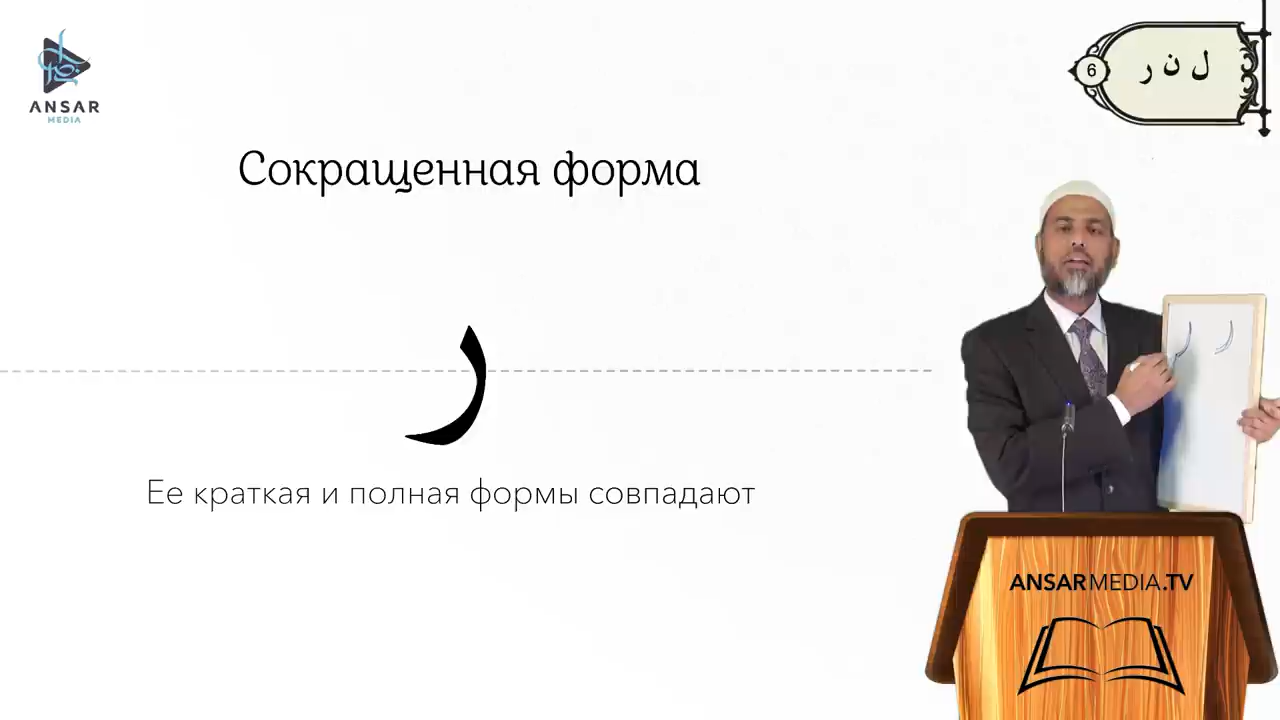 ANSAR
MEDIA
6
ل ن ر
Сокращенная форма
ر
Ее краткая и полная формы совпадают
ر ر
ANSARMEDIA.TV